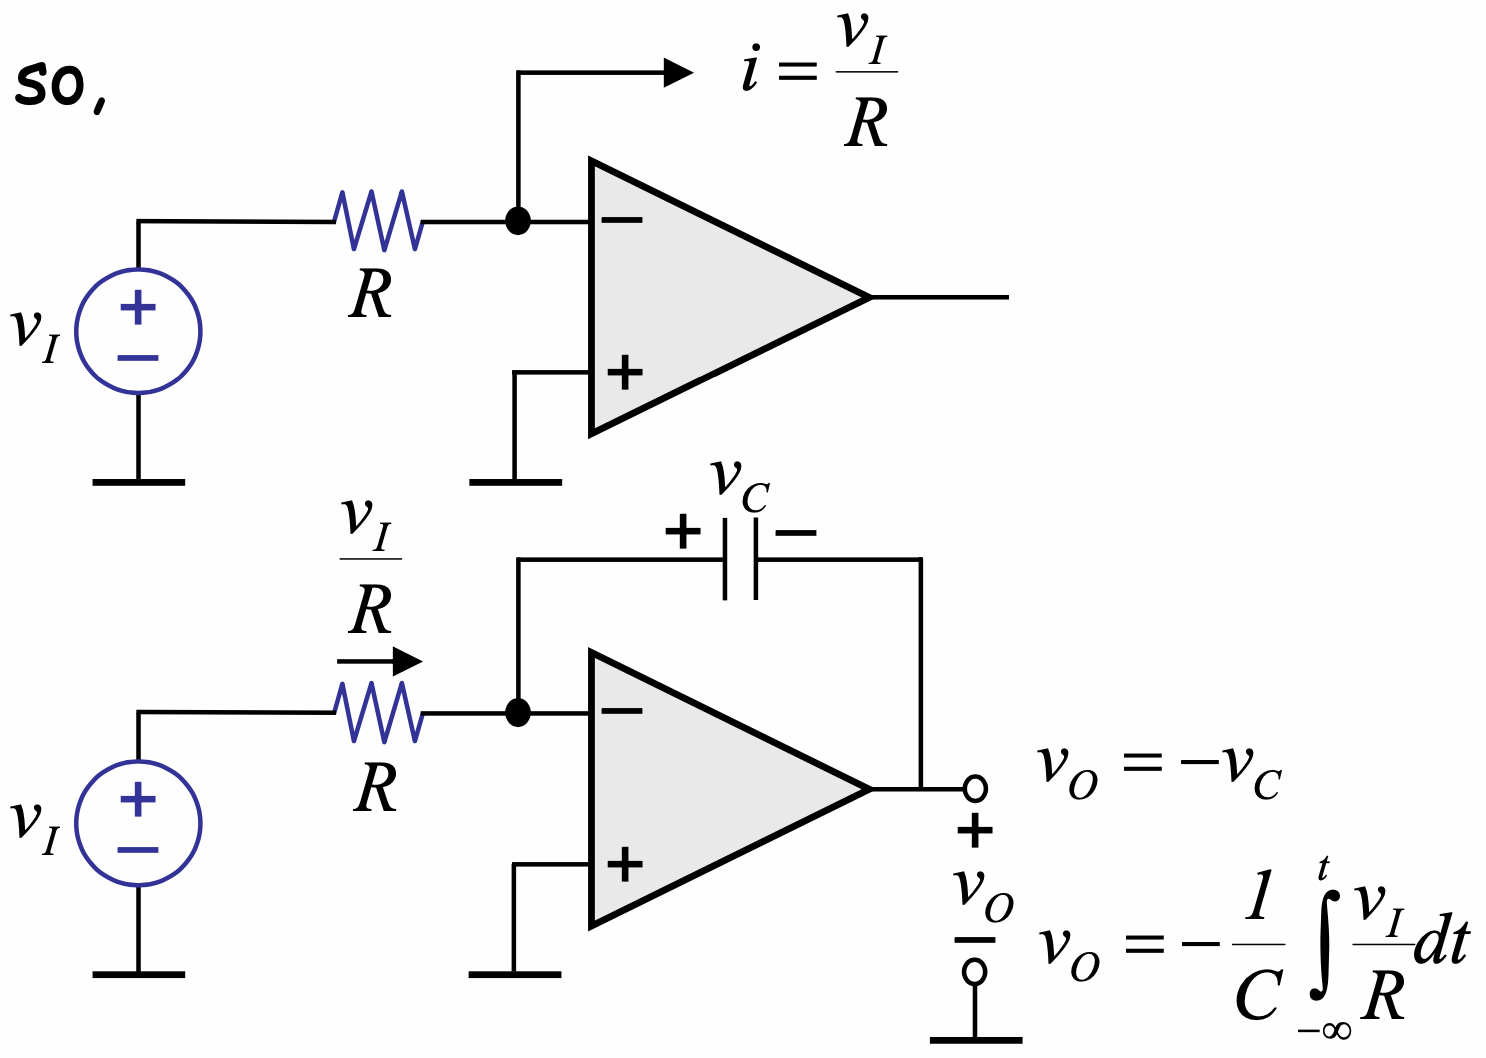 so,
i = v_I / R
−
R
+
−
v_I
+
v_C
+ −
v_I / R
−
R
+
−
v_I
+
v_O = −v_C
+
v_O
−
v_O = − 1/C ∫_{−∞}^{t} v_I / R dt